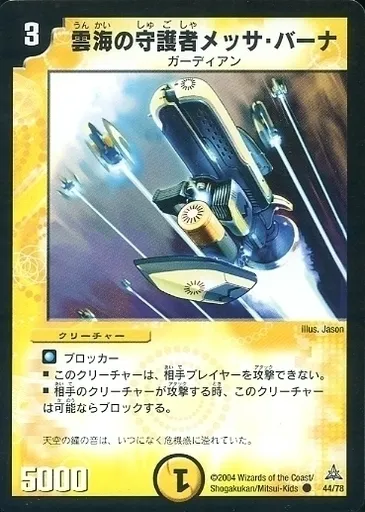 3
雲海の守護者メッサ・バーナ
うんかい しゅごしゃ
ガーディアン
illus. Jason
クリーチャー
ブロッカー
■ このクリーチャーは、相手プレイヤーを攻撃できない。
■ 相手のクリーチャーが攻撃する時、このクリーチャー
は可能ならブロックする。
天空の鐘の音は、いつになく危機感に溢れていた。
5000
1
©2004 Wizards of the Coast/
Shogakukan/Mitsui-Kids
44/78